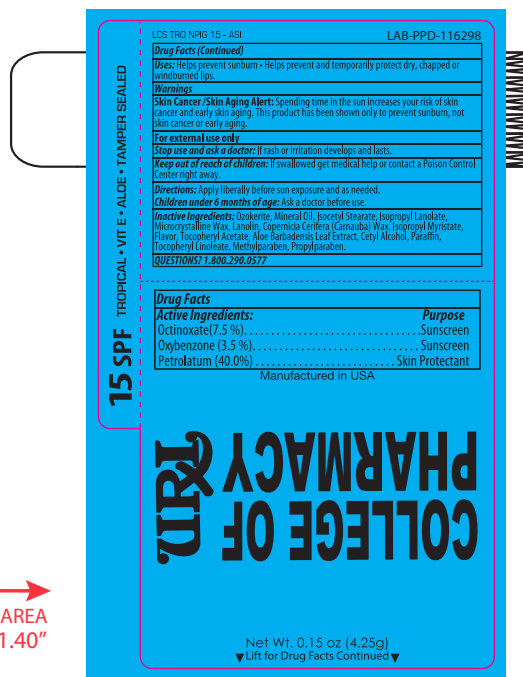 LCS TRO NPIG 15 - ASI
LAB-PPD-116298
Drug Facts (Continued)
Uses: Helps prevent sunburn • Helps prevent and temporarily protect dry, chapped or
windburned lips.
Warnings
Skin Cancer /Skin Aging Alert: Spending time in the sun increases your risk of skin
cancer and early skin aging. This product has been shown only to prevent sunburn, not
skin cancer or early aging.
For external use only
Stop use and ask a doctor: If rash or irritation develops and lasts.
Keep out of reach of children: If swallowed get medical help or contact a Poison Control
Center right away.
Directions: Apply liberally before sun exposure and as needed.
Children under 6 months of age: Ask a doctor before use.
Inactive Ingredients: Ozokerite, Mineral Oil, Isocetyl Stearate, Isopropyl Lanolate,
Microcrystalline Wax, Lanolin, Copernicia Cerifera (Carnauba) Wax, Isopropyl Myristate,
Flavor, Tocopheryl Acetate, Aloe Barbadensis Leaf Extract, Cetyl Alcohol, Paraffin,
Tocopheryl Linoleate, Methylparaben, Propylparaben.
QUESTIONS? 1.800.290.0577
15 SPF TROPICAL • VIT E • ALOE • TAMPER SEALED
Drug Facts
Active Ingredients: Purpose
Octinoxate(7.5 %)..............................Sunscreen
Oxybenzone (3.5 %).............................Sunscreen
Petrolatum (40.0%).........................Skin Protectant
Manufactured in USA
URI
COLLEGE OF
PHARMACY
AREA
1.40"
Net Wt. 0.15 oz (4.25g)
▼Lift for Drug Facts Continued▼